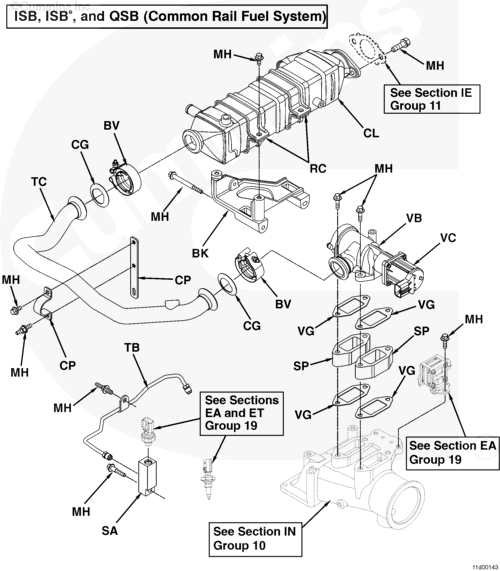 ISB, ISBᵉ, and QSB (Common Rail Fuel System)
MH
MH
See Section IE
Group 11
BV
CG
CL
TC
RC
MH
MH
BK
VB
VC
MH
CP
BV
VG
VG
CG
MH
CP
SP
SP
MH
TB
VG
VG
See Sections
EA and ET
Group 19
MH
See Section EA
Group 19
MH
SA
See Section IN
Group 10
11d00143